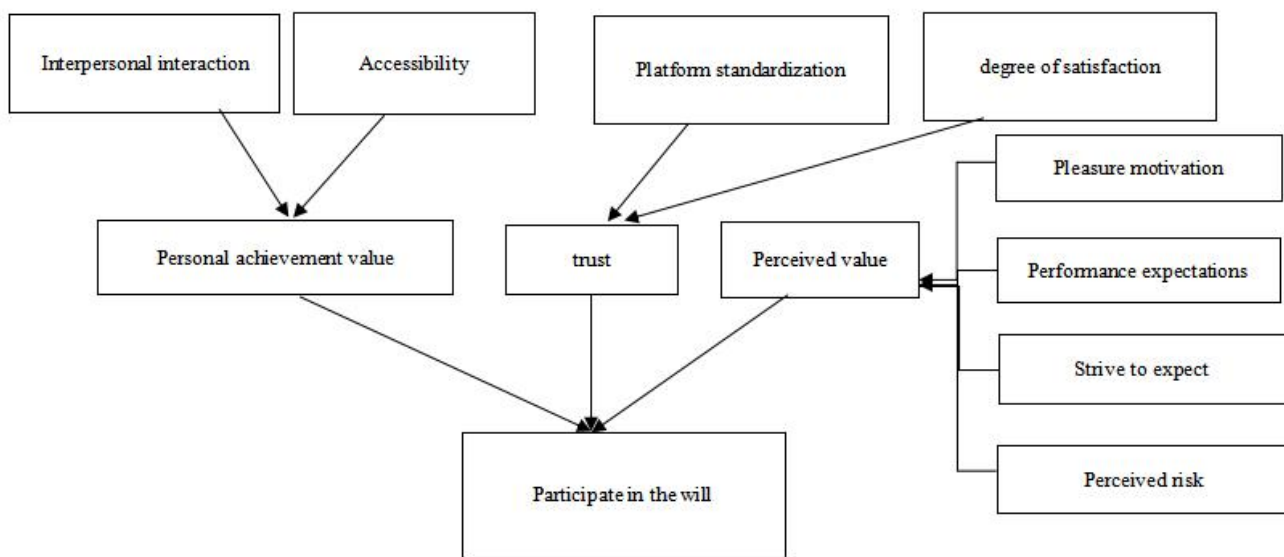 Interpersonal interaction
Accessibility
Platform standardization
degree of satisfaction
Pleasure motivation
Personal achievement value
trust
Perceived value
Performance expectations
Strive to expect
Perceived risk
Participate in the will